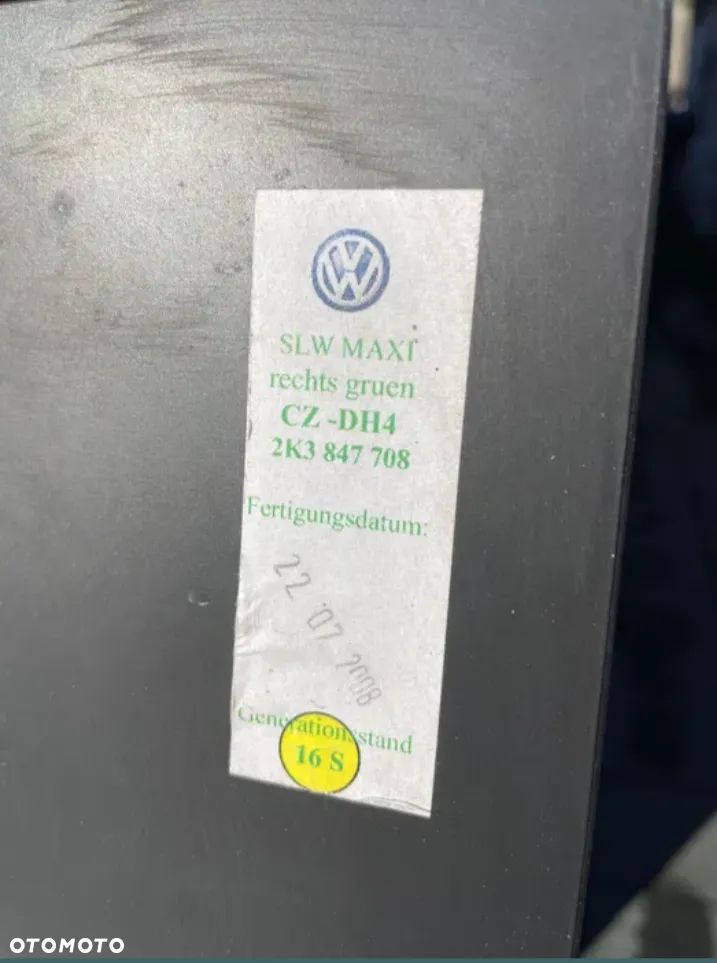 SLW MAXI
rechts gruen
CZ -DH4
2K3 847 708
Fertigungsdatum:
22 07 2008
Generationsstand
16 S
OTOMOTO